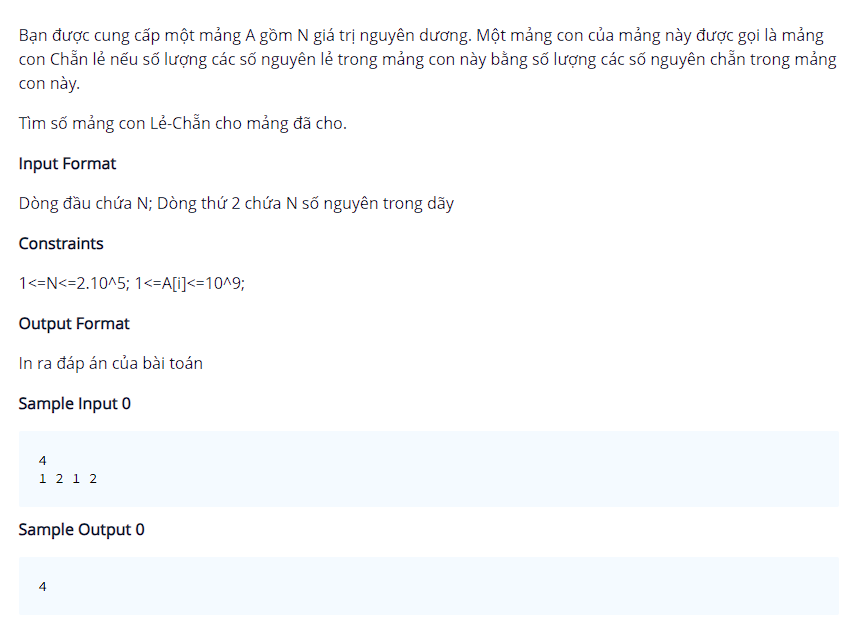 Bạn được cung cấp một mảng A gồm N giá trị nguyên dương. Một mảng con của mảng này được gọi là mảng
con Chẵn lẻ nếu số lượng các số nguyên lẻ trong mảng con này bằng số lượng các số nguyên chẵn trong mảng
con này.
Tìm số mảng con Lẻ-Chẵn cho mảng đã cho.
Input Format
Dòng đầu chứa N; Dòng thứ 2 chứa N số nguyên trong dãy
Constraints
1<=N<=2.10^5; 1<=A[i]<=10^9;
Output Format
In ra đáp án của bài toán
Sample Input 0
4
1 2 1 2
Sample Output 0
4